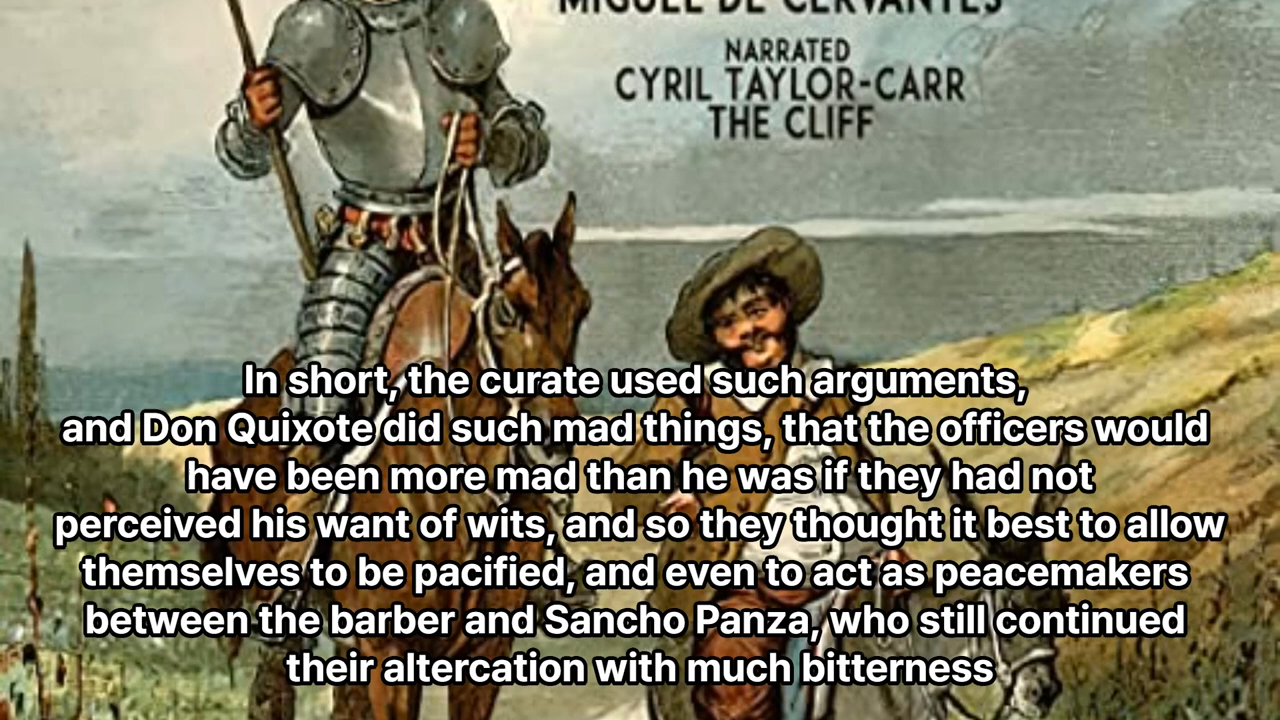 MIGUEL DE CERVANTES
NARRATED
CYRIL TAYLOR-CARR
THE CLIFF
In short, the curate used such arguments,
and Don Quixote did such mad things, that the officers would
have been more mad than he was if they had not
perceived his want of wits, and so they thought it best to allow
themselves to be pacified, and even to act as peacemakers
between the barber and Sancho Panza, who still continued
their altercation with much bitterness